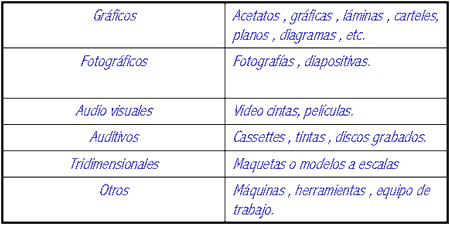 Gráficos
Acetatos , gráficas , láminas , carteles,
planos , diagramas , etc.
Fotográficos
Fotografías , diapositivas.
Audio visuales
Video cintas, películas.
Auditivos
Cassettes , tintas , discos grabados.
Tridimensionales
Maquetas o modelos a escalas
Otros
Máquinas , herramientas , equipo de
trabajo.